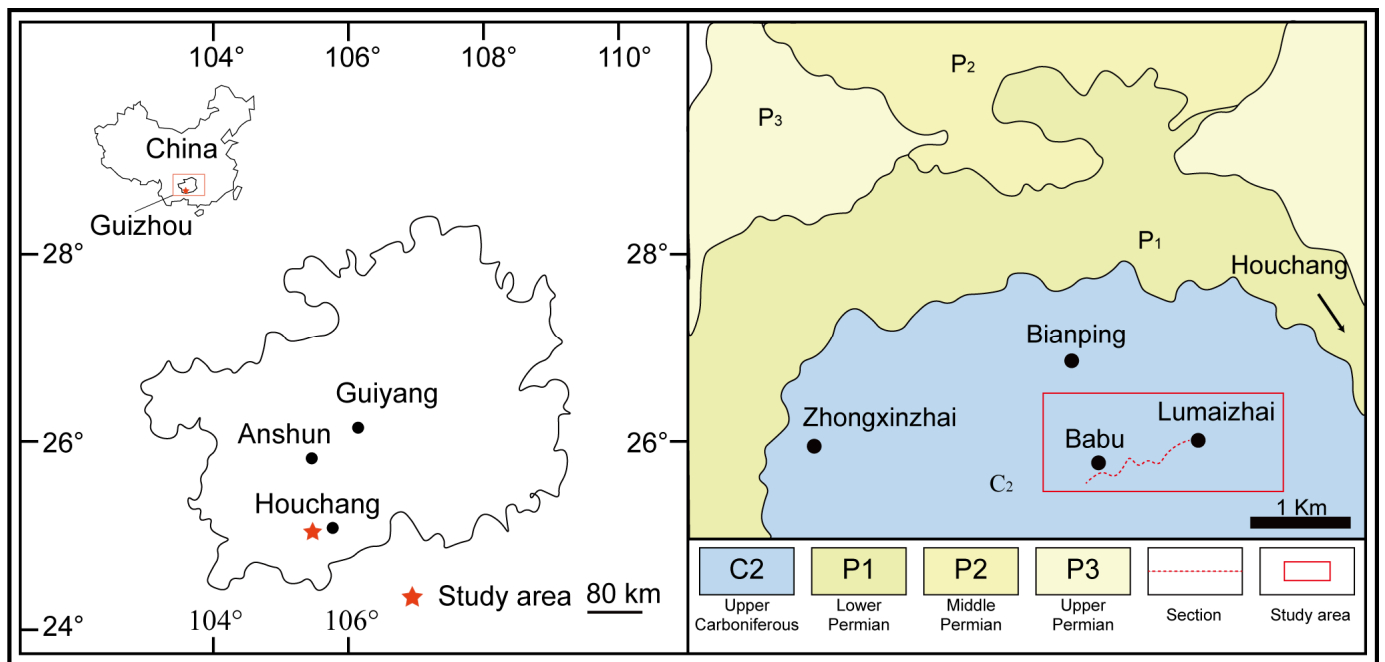 104°
106°
108°
110°
China
Guizhou
28°
28°
Guiyang
Anshun
26°
26°
Houchang
Study area
80 km
24°
104°
106°
P2
P3
P1
Houchang
Bianping
Zhongxinzhai
Lumaizhai
Babu
C2
1 Km
C2
P1
P2
P3
Upper
Carboniferous
Lower
Permian
Middle
Permian
Upper
Permian
Section
Study area